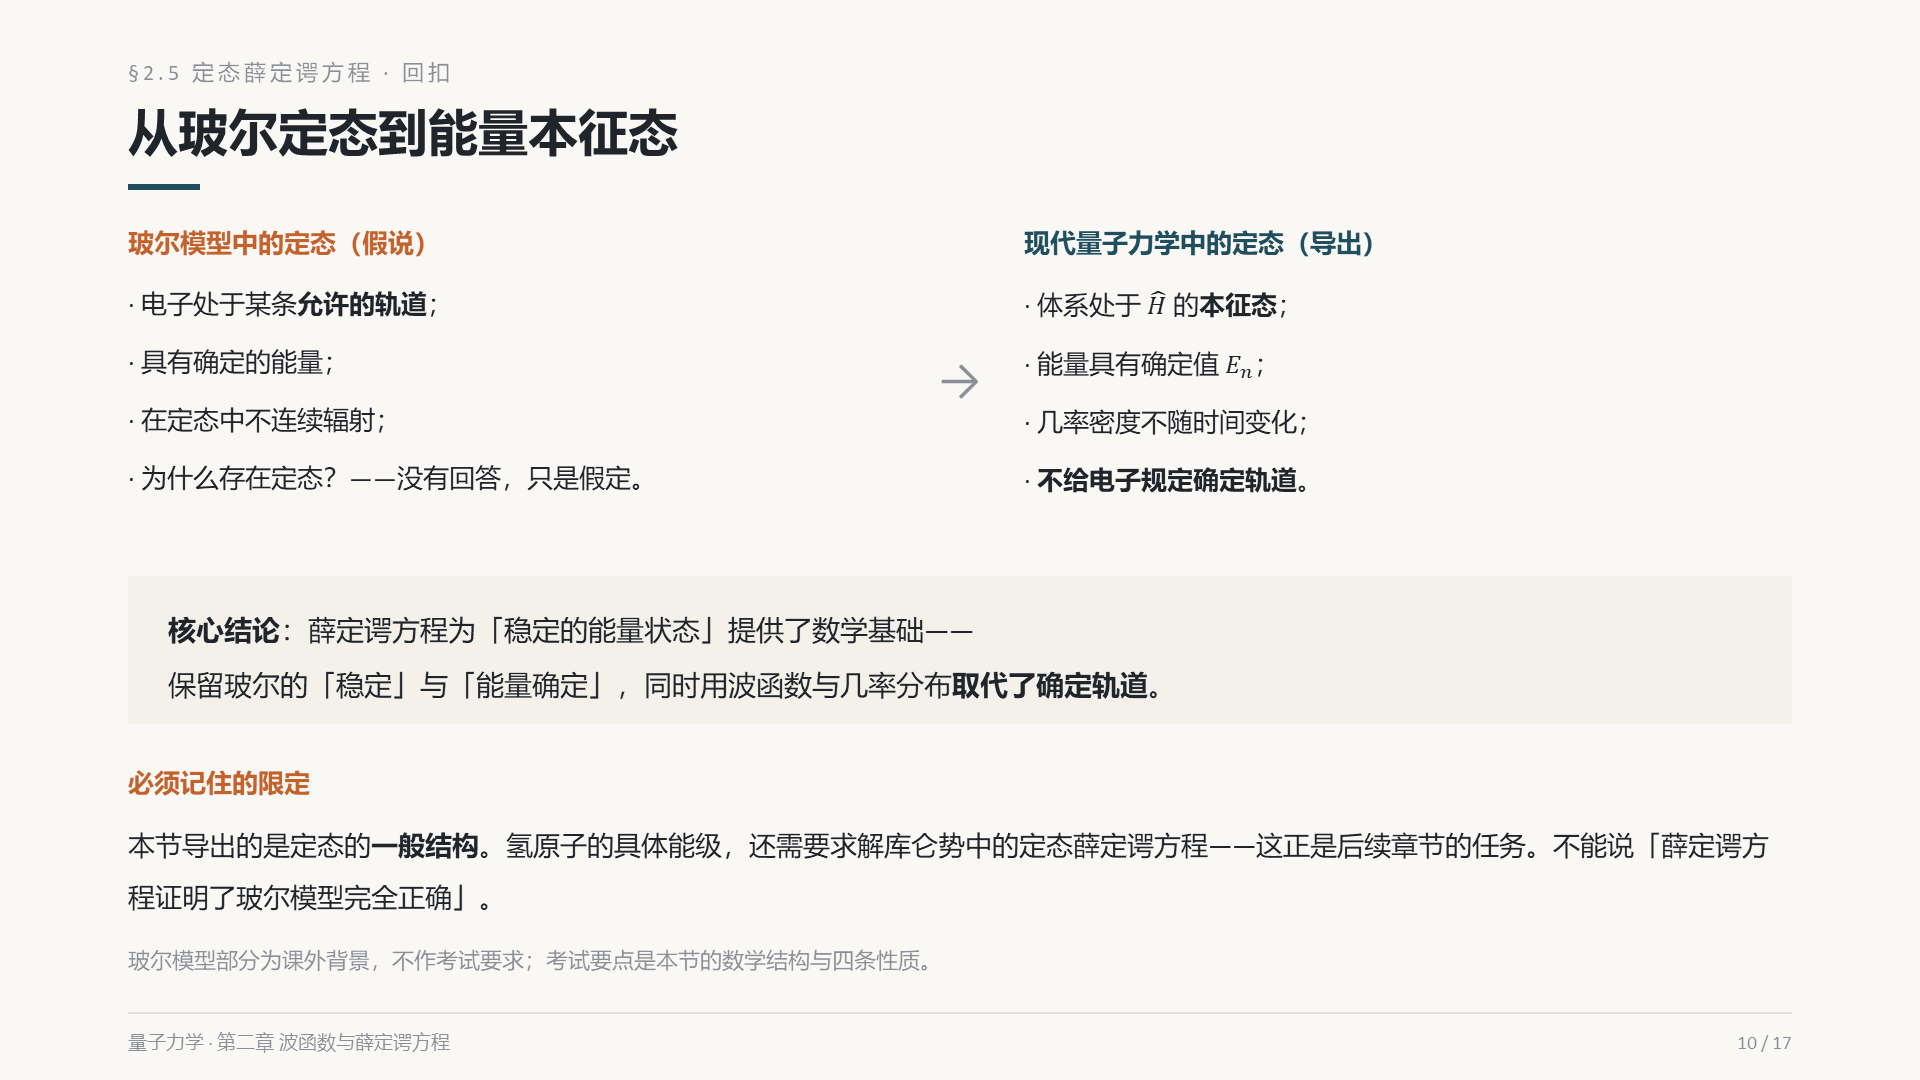 §2.5 定态薛定谔方程 · 回扣
从玻尔定态到能量本征态
玻尔模型中的定态（假说）
· 电子处于某条允许的轨道；
· 具有确定的能量；
· 在定态中不连续辐射；
· 为什么存在定态？——没有回答，只是假定。
→
现代量子力学中的定态（导出）
· 体系处于 Ĥ 的本征态；
· 能量具有确定值 Eₙ；
· 几率密度不随时间变化；
· 不给电子规定确定轨道。
核心结论：薛定谔方程为「稳定的能量状态」提供了数学基础——
保留玻尔的「稳定」与「能量确定」，同时用波函数与几率分布取代了确定轨道。
必须记住的限定
本节导出的是定态的一般结构。氢原子的具体能级，还需要求解库仑势中的定态薛定谔方程——这正是后续章节的任务。不能说「薛定谔方
程证明了玻尔模型完全正确」。
玻尔模型部分为课外背景，不作考试要求；考试要点是本节的数学结构与四条性质。
量子力学 · 第二章 波函数与薛定谔方程
10 / 17